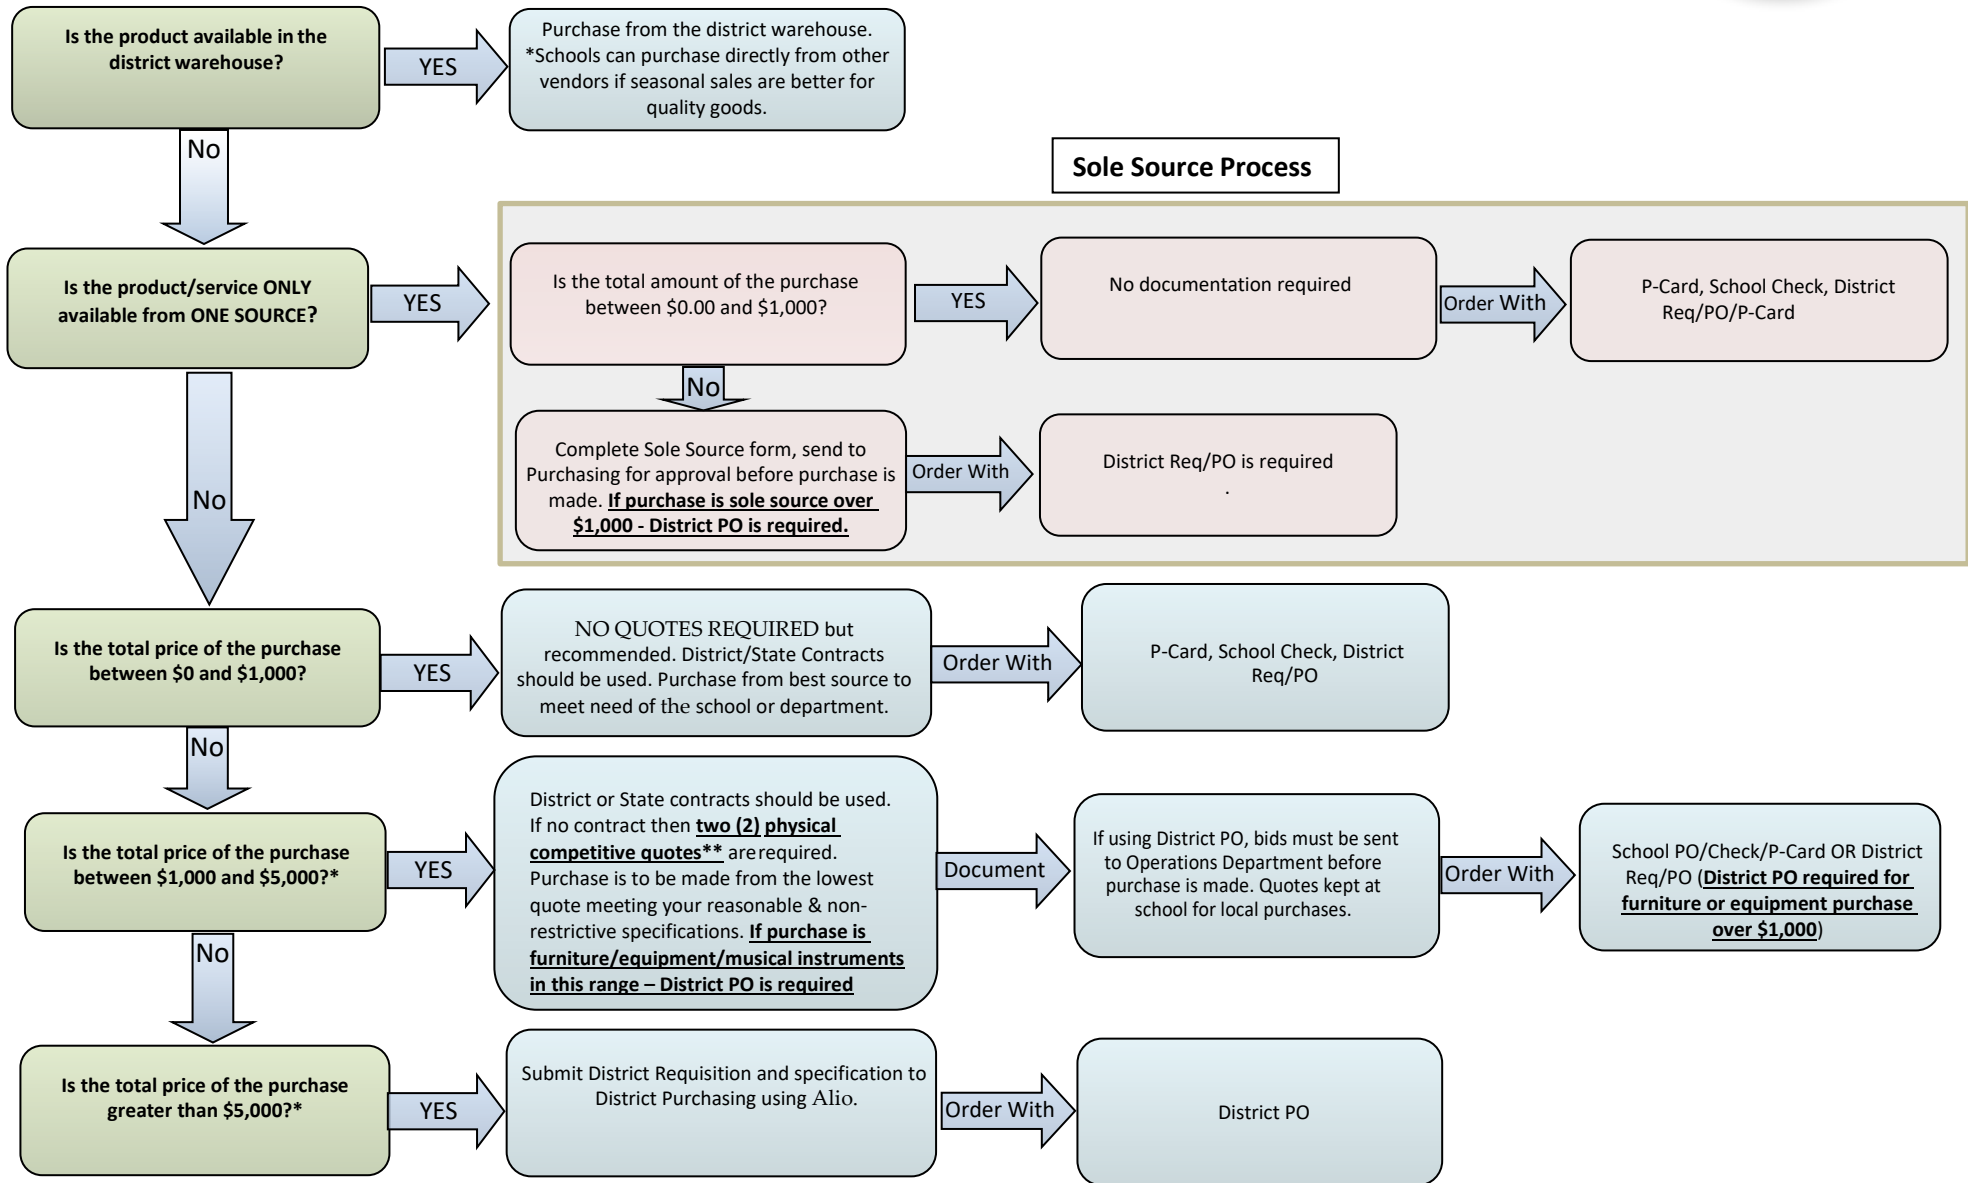 Is the product available in the
district warehouse?
YES
Purchase from the district warehouse.
*Schools can purchase directly from other
vendors if seasonal sales are better for
quality goods.
No
Sole Source Process
Is the product/service ONLY
available from ONE SOURCE?
YES
Is the total amount of the purchase
between $0.00 and $1,000?
YES
No documentation required
Order With
P-Card, School Check, District
Req/PO/P-Card
No
Complete Sole Source form, send to
Purchasing for approval before purchase is
made. If purchase is sole source over
$1,000 - District PO is required.
Order With
District Req/PO is required
.
No
Is the total price of the purchase
between $0 and $1,000?
YES
NO QUOTES REQUIRED but
recommended. District/State Contracts
should be used. Purchase from best source to
meet need of the school or department.
Order With
P-Card, School Check, District
Req/PO
No
Is the total price of the purchase
between $1,000 and $5,000?*
YES
District or State contracts should be used.
If no contract then two (2) physical
competitive quotes** arerequired.
Purchase is to be made from the lowest
quote meeting your reasonable & non-
restrictive specifications. If purchase is
furniture/equipment/musical instruments
in this range – District PO is required
Document
If using District PO, bids must be sent
to Operations Department before
purchase is made. Quotes kept at
school for local purchases.
Order With
School PO/Check/P-Card OR District
Req/PO (District PO required for
furniture or equipment purchase
over $1,000)
No
Is the total price of the purchase
greater than $5,000?*
YES
Submit District Requisition and specification to
District Purchasing using Alio.
Order With
District PO